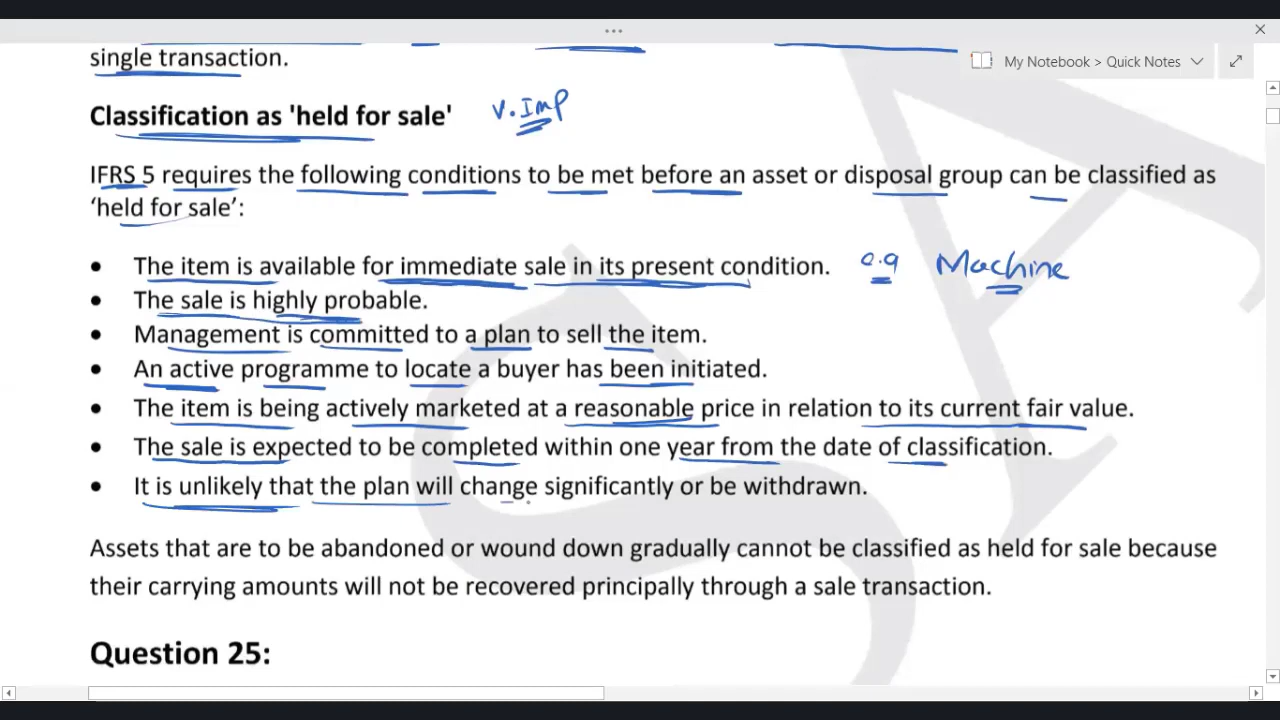 single transaction.
My Notebook > Quick Notes
Classification as 'held for sale' V. Imp
IFRS 5 requires the following conditions to be met before an asset or disposal group can be classified as
‘held for sale’:
• The item is available for immediate sale in its present condition. e.g Machine
• The sale is highly probable.
• Management is committed to a plan to sell the item.
• An active programme to locate a buyer has been initiated.
• The item is being actively marketed at a reasonable price in relation to its current fair value.
• The sale is expected to be completed within one year from the date of classification.
• It is unlikely that the plan will change significantly or be withdrawn.
Assets that are to be abandoned or wound down gradually cannot be classified as held for sale because
their carrying amounts will not be recovered principally through a sale transaction.
Question 25: